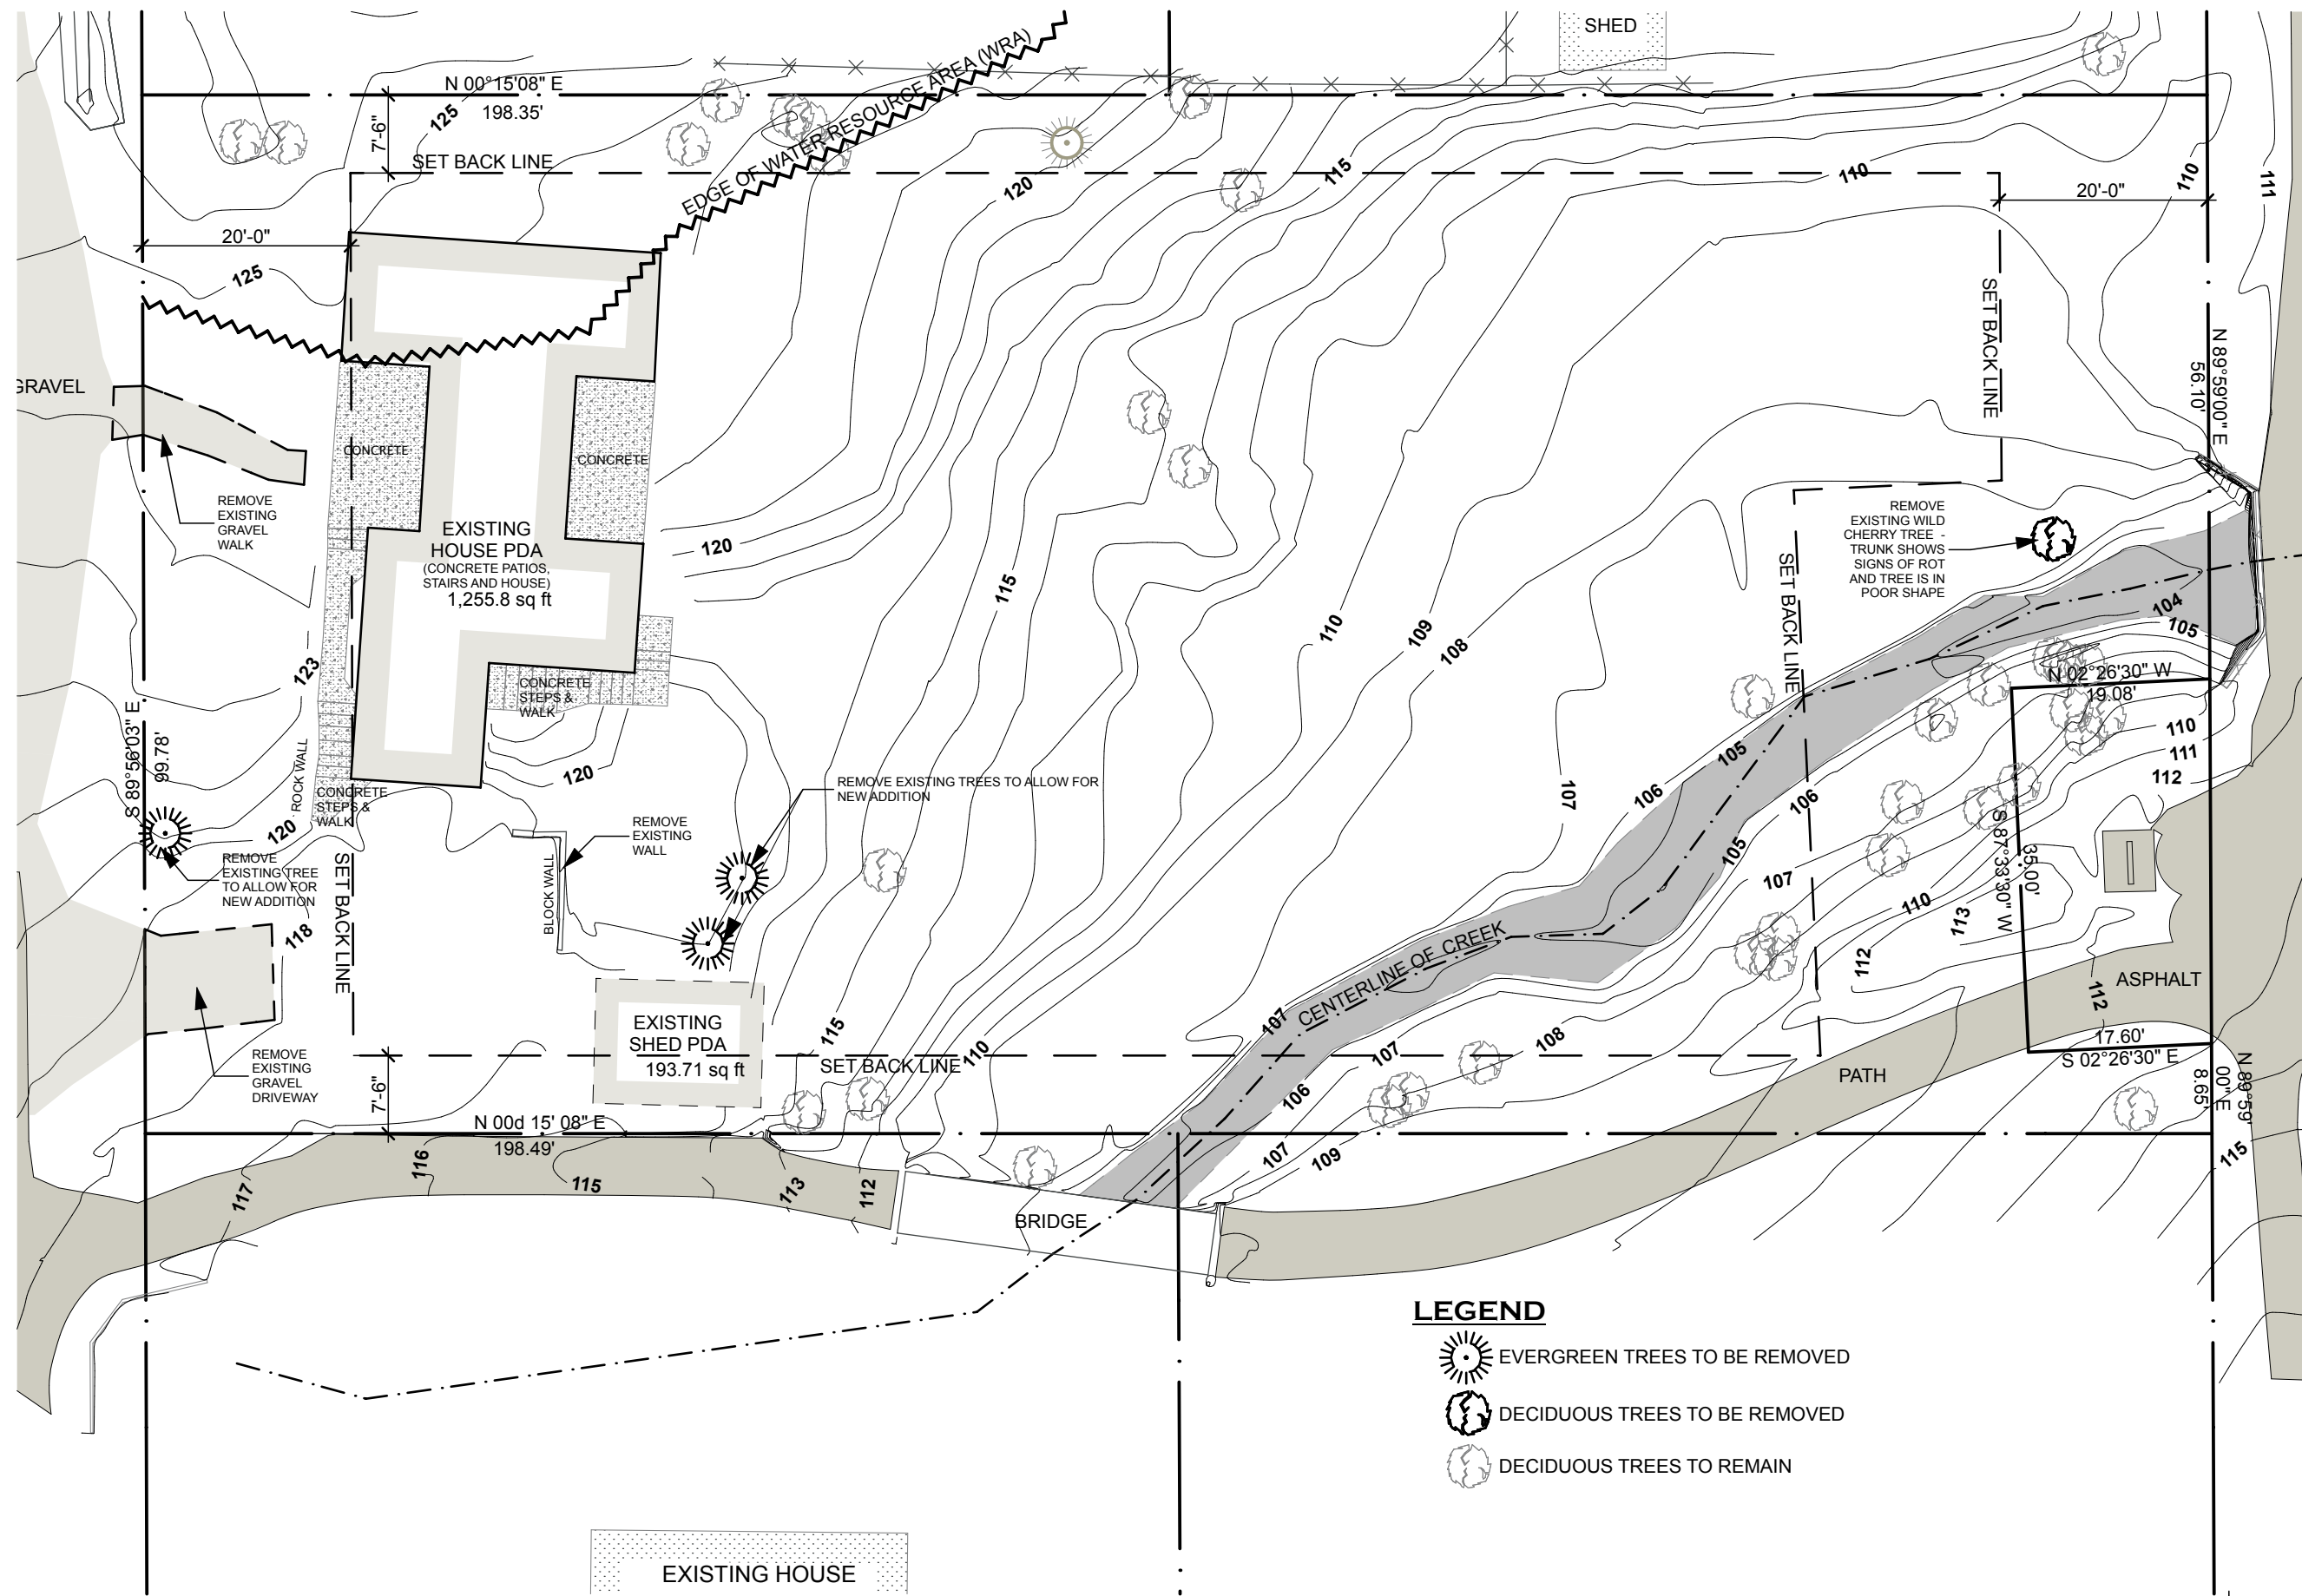 SHED
EDGE OF WATER RESOURCE AREA (WRA)
N 00°15'08" E
198.35'
125
7'-6"
SET BACK LINE
120
115
110
110
111
20'-0"
20'-0"
125
SET BACK LINE
N 89°59'00" E
56.10'
GRAVEL
CONCRETE
CONCRETE
REMOVE
EXISTING
GRAVEL
WALK
EXISTING
HOUSE PDA
(CONCRETE PATIOS,
STAIRS AND HOUSE)
1,255.8 sq ft
120
115
110
109
108
SET BACK LINE
REMOVE
EXISTING WILD
CHERRY TREE -
TRUNK SHOWS
SIGNS OF ROT
AND TREE IS IN
POOR SHAPE
104
105
N 02°26'30" W
19.08'
110
111
112
123
CONCRETE
STEPS &
WALK
S 89°56'03" E
99.78'
ROCK WALL
CONCRETE
STEPS &
WALK
120
120
REMOVE EXISTING TREES TO ALLOW FOR
NEW ADDITION
107
106
105
106
105
107
110
113
112
S 87°33'30" W
35.00'
REMOVE
EXISTING
WALL
BLOCK WALL
REMOVE
EXISTING TREE
TO ALLOW FOR
NEW ADDITION
118
SET BACK LINE
CENTERLINE OF CREEK
107
ASPHALT
112
17.60'
S 02°26'30" E
EXISTING
SHED PDA
193.71 sq ft
115
SET BACK LINE
110
107
108
106
PATH
N 89°59'
00" E
8.65'
REMOVE
EXISTING
GRAVEL
DRIVEWAY
7'-6"
N 00d 15' 08" E
198.49'
117
116
115
113
112
107
109
115
BRIDGE
LEGEND
EVERGREEN TREES TO BE REMOVED
DECIDUOUS TREES TO BE REMOVED
DECIDUOUS TREES TO REMAIN
EXISTING HOUSE